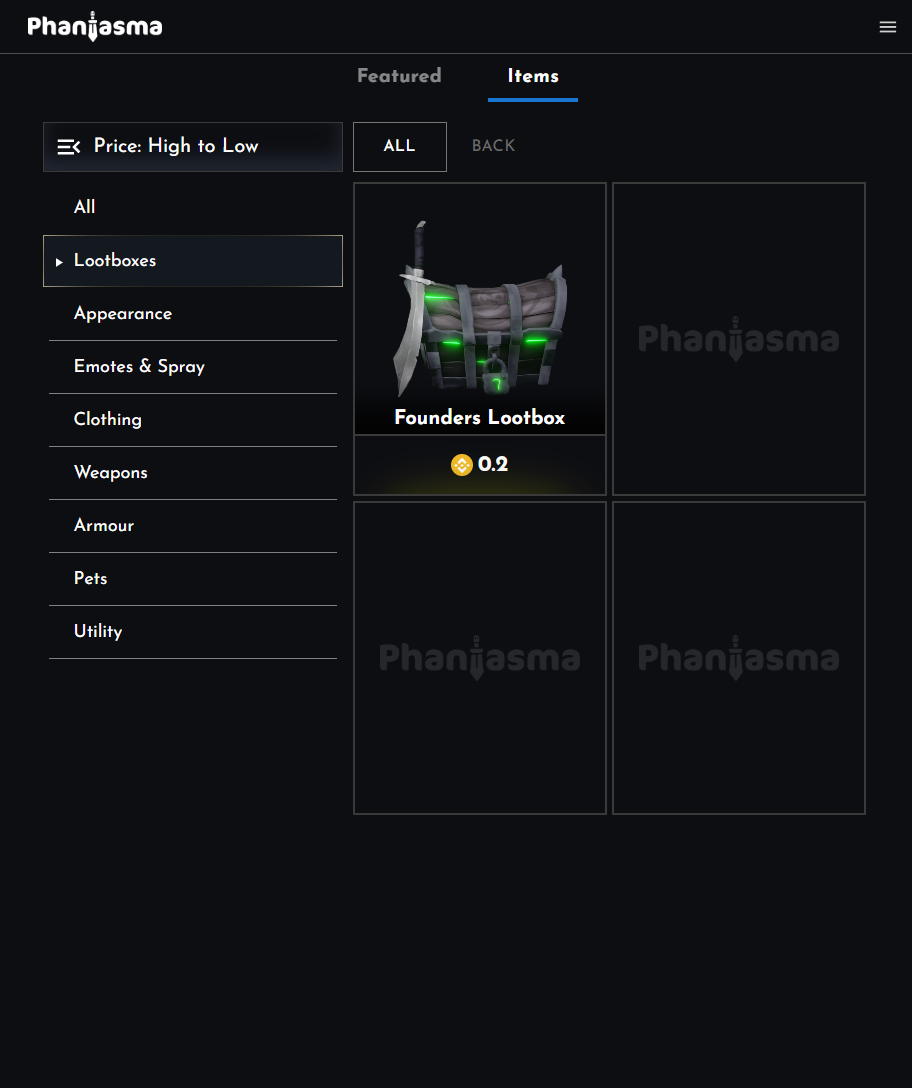 Phantasma
Featured
Items
Price: High to Low
ALL
BACK
All
Lootboxes
Appearance
Emotes & Spray
Clothing
Weapons
Armour
Pets
Utility
Founders Lootbox
0.2
Phantasma
Phantasma
Phantasma